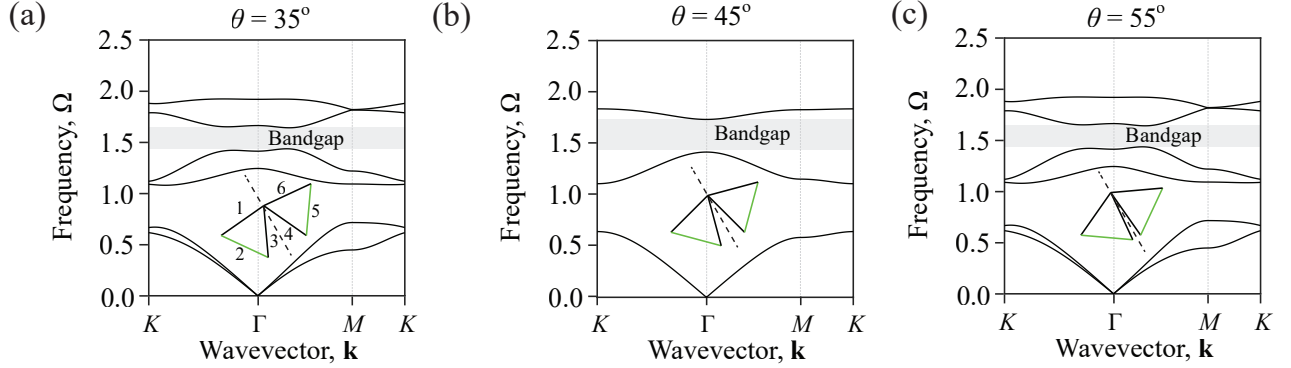 (a)
θ = 35°
2.5
2.0
1.5
1.0
0.5
0.0
Frequency, Ω
Bandgap
1
2
3
4
5
6
K Γ M K
Wavevector, k
(b)
θ = 45°
2.5
2.0
1.5
1.0
0.5
0.0
Frequency, Ω
Bandgap
K Γ M K
Wavevector, k
(c)
θ = 55°
2.5
2.0
1.5
1.0
0.5
0.0
Frequency, Ω
Bandgap
K Γ M K
Wavevector, k